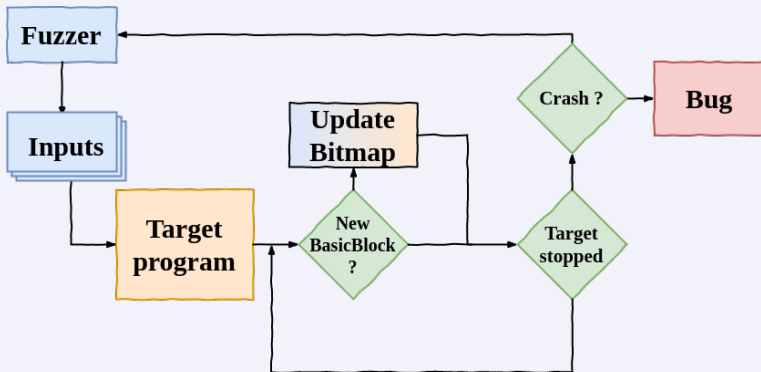 Fuzzer
Inputs
Target
program
Update
Bitmap
New
BasicBlock
?
Target
stopped
Crash ?
Bug